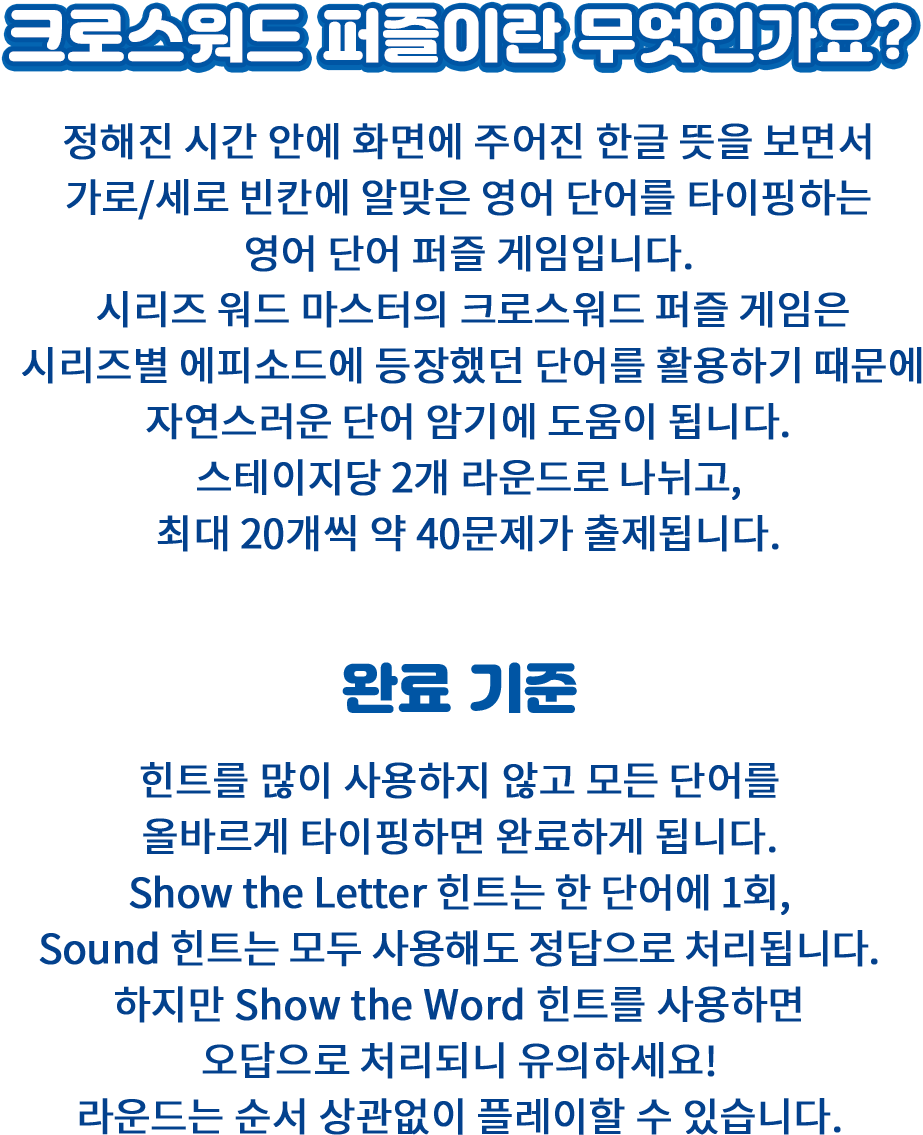 크로스워드 퍼즐이란 무엇인가요?
정해진 시간 안에 화면에 주어진 한글 뜻을 보면서
가로/세로 빈칸에 알맞은 영어 단어를 타이핑하는
영어 단어 퍼즐 게임입니다.
시리즈 워드 마스터의 크로스워드 퍼즐 게임은
시리즈별 에피소드에 등장했던 단어를 활용하기 때문에
자연스러운 단어 암기에 도움이 됩니다.
스테이지당 2개 라운드로 나뉘고,
최대 20개씩 약 40문제가 출제됩니다.
완료 기준
힌트를 많이 사용하지 않고 모든 단어를
올바르게 타이핑하면 완료하게 됩니다.
Show the Letter 힌트는 한 단어에 1회,
Sound 힌트는 모두 사용해도 정답으로 처리됩니다.
하지만 Show the Word 힌트를 사용하면
오답으로 처리되니 유의하세요!
라운드는 순서 상관없이 플레이할 수 있습니다.